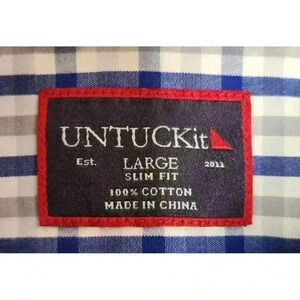 UNTUCKit
Est. LARGE 2011
SLIM FIT
100% COTTON
MADE IN CHINA